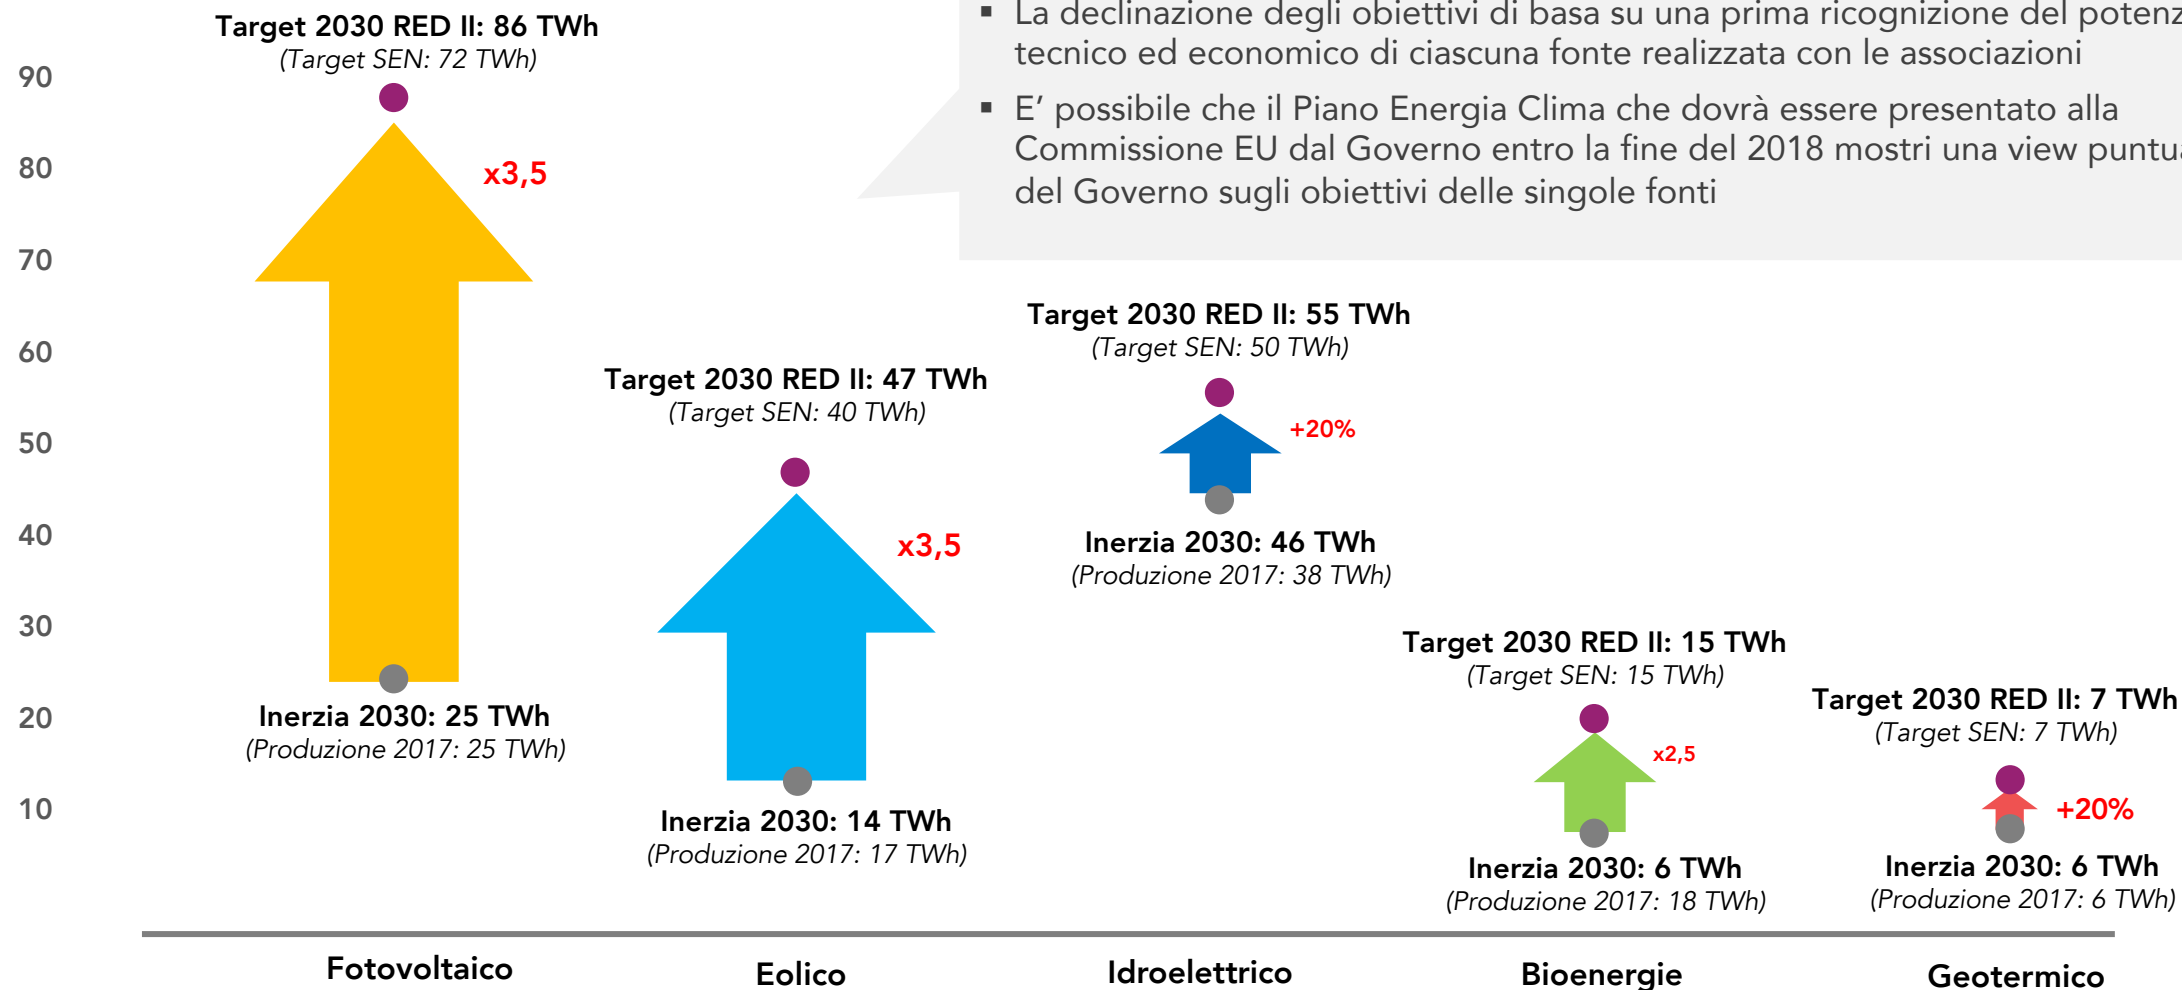 ▪ La declinazione degli obiettivi di basa su una prima ricognizione del
tecnico ed economico di ciascuna fonte realizzata con le associazioni
▪ E' possibile che il Piano Energia Clima che dovrà essere presentato alla
Commissione EU dal Governo entro la fine del 2018 mostri una view
del Governo sugli obiettivi delle singole fonti
90
80
70
60
50
40
30
20
10
Target 2030 RED II: 86 TWh
(Target SEN: 72 TWh)
x3,5
Inerzia 2030: 25 TWh
(Produzione 2017: 25 TWh)
Target 2030 RED II: 47 TWh
(Target SEN: 40 TWh)
x3,5
Inerzia 2030: 14 TWh
(Produzione 2017: 17 TWh)
Target 2030 RED II: 55 TWh
(Target SEN: 50 TWh)
+20%
Inerzia 2030: 46 TWh
(Produzione 2017: 38 TWh)
Target 2030 RED II: 15 TWh
(Target SEN: 15 TWh)
x2,5
Inerzia 2030: 6 TWh
(Produzione 2017: 18 TWh)
Target 2030 RED II: 7 TWh
(Target SEN: 7 TWh)
+20%
Inerzia 2030: 6 TWh
(Produzione 2017: 6 TWh)
Fotovoltaico
Eolico
Idroelettrico
Bioenergie
Geotermico